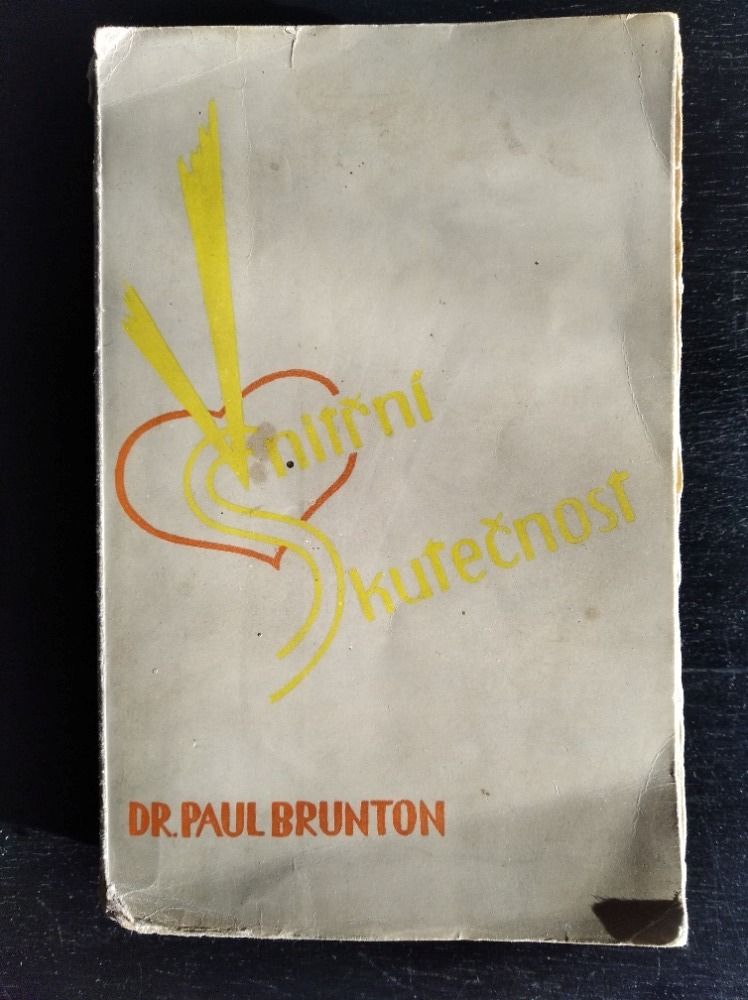 Vnitřní
Skutečnost
DR. PAUL BRUNTON